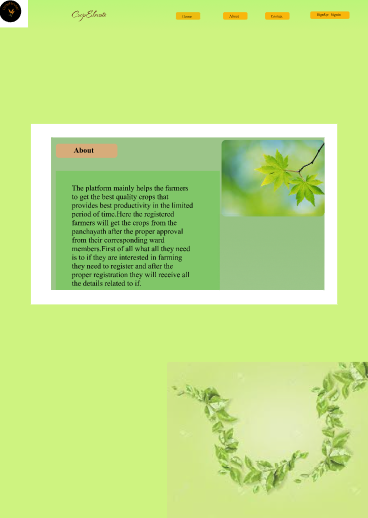 CropElevate
Home
About
Contact
About
The platform mainly helps the farmers
to get the best quality crops that
provides best productivity in the limited
period of time.Here the registered
farmers will get the crops from the
panchayath after the proper approval
from their corresponding ward
members.First of all what all they need
is to if they are interested in farming
they need to register and after the
proper registration they will receive all
the details related to if.